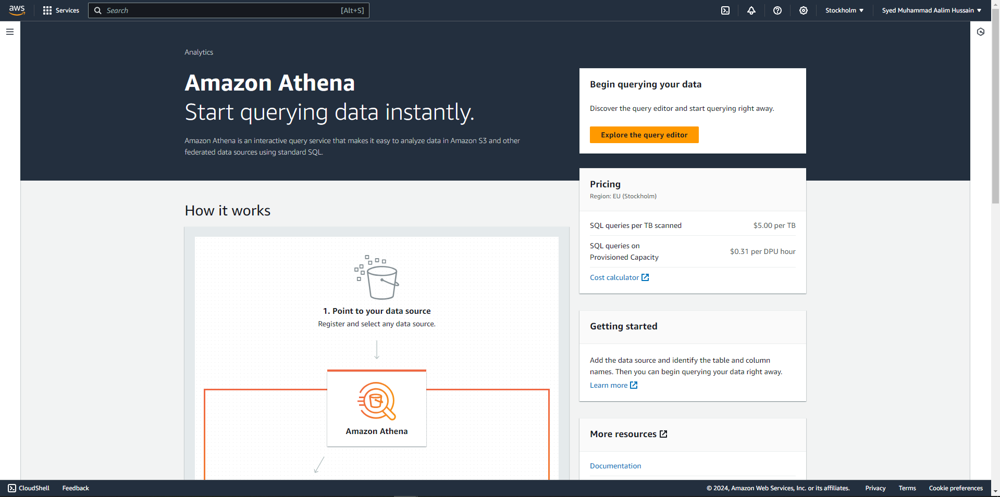 aws
Services
Search
[Alt+S]
Stockholm
Syed Muhammad Aalim Hussain
Analytics
Amazon Athena
Start querying data instantly.
Amazon Athena is an interactive query service that makes it easy to analyze data in Amazon S3 and other
federated data sources using standard SQL.
Begin querying your data
Discover the query editor and start querying right away.
Explore the query editor
Pricing
Region: EU (Stockholm)
SQL queries per TB scanned
$5.00 per TB
SQL queries on
Provisioned Capacity
$0.31 per DPU hour
Cost calculator
How it works
1. Point to your data source
Register and select any data source.
Amazon Athena
Getting started
Add the data source and identify the table and column
names. Then you can begin querying your data right away.
Learn more
More resources
Documentation
CloudShell
Feedback
© 2024, Amazon Web Services, Inc. or its affiliates.
Privacy
Terms
Cookie preferences